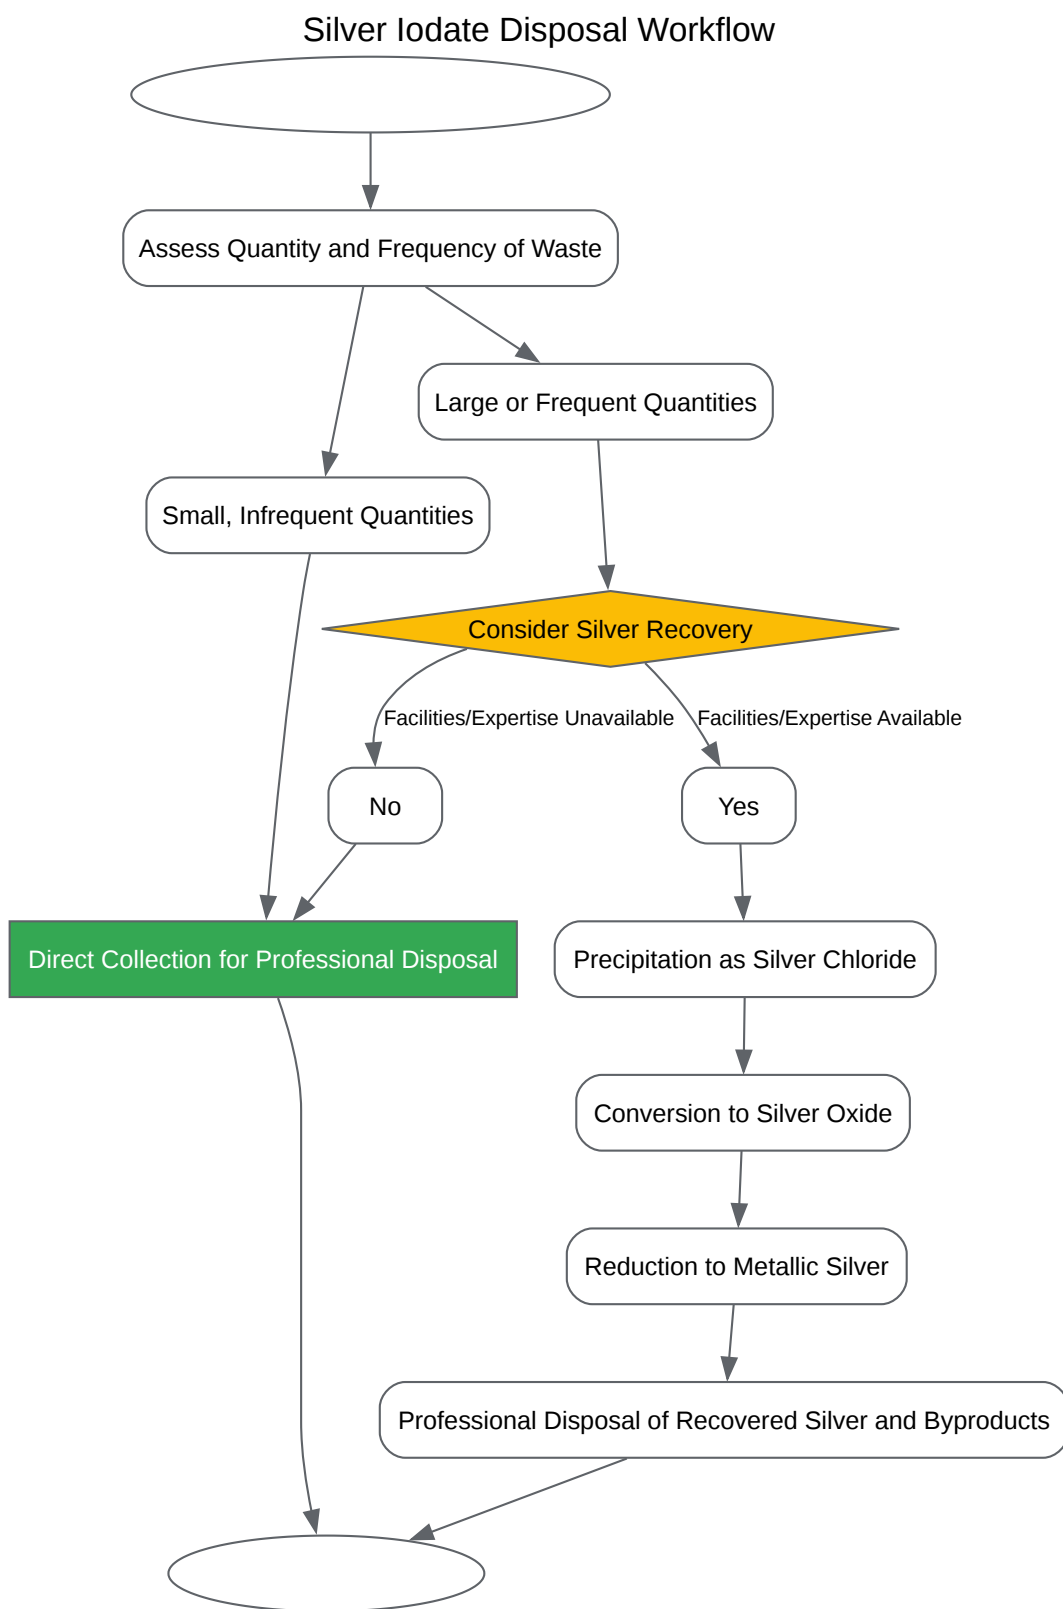 Silver Iodate Disposal Workflow
Assess Quantity and Frequency of Waste
Large or Frequent Quantities
Small, Infrequent Quantities
Consider Silver Recovery
Facilities/Expertise Unavailable
Facilities/Expertise Available
No
Yes
Direct Collection for Professional Disposal
Precipitation as Silver Chloride
Conversion to Silver Oxide
Reduction to Metallic Silver
Professional Disposal of Recovered Silver and Byproducts